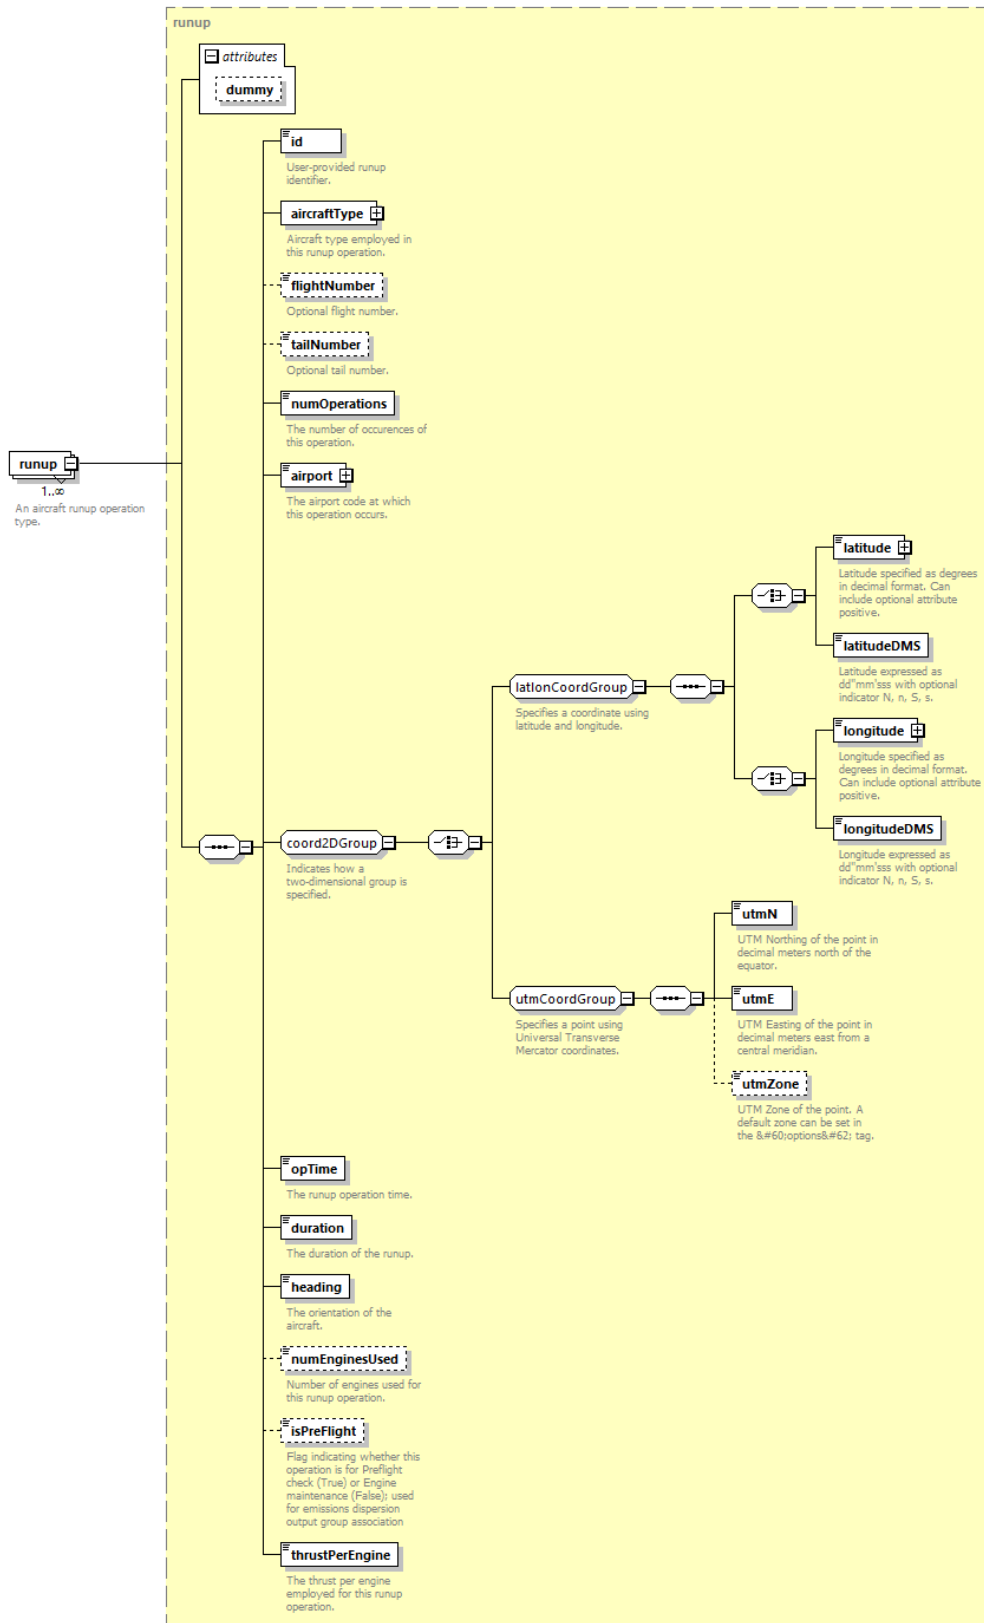 runup
attributes
dummy
id
User-provided runup
identifier.
aircraftType
Aircraft type employed in
this runup operation.
flightNumber
Optional flight number.
tailNumber
Optional tail number.
numOperations
The number of occurences of
this operation.
runup
1..∞
An aircraft runup operation
type.
airport
The airport code at which
this operation occurs.
latitude
Latitude specified as degrees
in decimal format. Can
include optional attribute
positive.
latitudeDMS
Latitude expressed as
dd"mm'sss with optional
indicator N, n, S, s.
latlonCoordGroup
Specifies a coordinate using
latitude and longitude.
longitude
Longitude specified as
degrees in decimal format.
Can include optional attribute
positive.
longitudeDMS
Longitude expressed as
dd"mm'sss with optional
indicator N, n, S, s.
coord2DGroup
Indicates how a
two-dimensional group is
specified.
utmN
UTM Northing of the point in
decimal meters north of the
equator.
utmCoordGroup
Specifies a point using
Universal Transverse
Mercator coordinates.
utmE
UTM Easting of the point in
decimal meters east from a
central meridian.
utmZone
UTM Zone of the point. A
default zone can be set in
the &#60;options&#62; tag.
opTime
The runup operation time.
duration
The duration of the runup.
heading
The orientation of the
aircraft.
numEnginesUsed
Number of engines used for
this runup operation.
isPreFlight
Flag indicating whether this
operation is for Preflight
check (True) or Engine
maintenance (False); used
for emissions dispersion
output group association
thrustPerEngine
The thrust per engine
employed for this runup
operation.